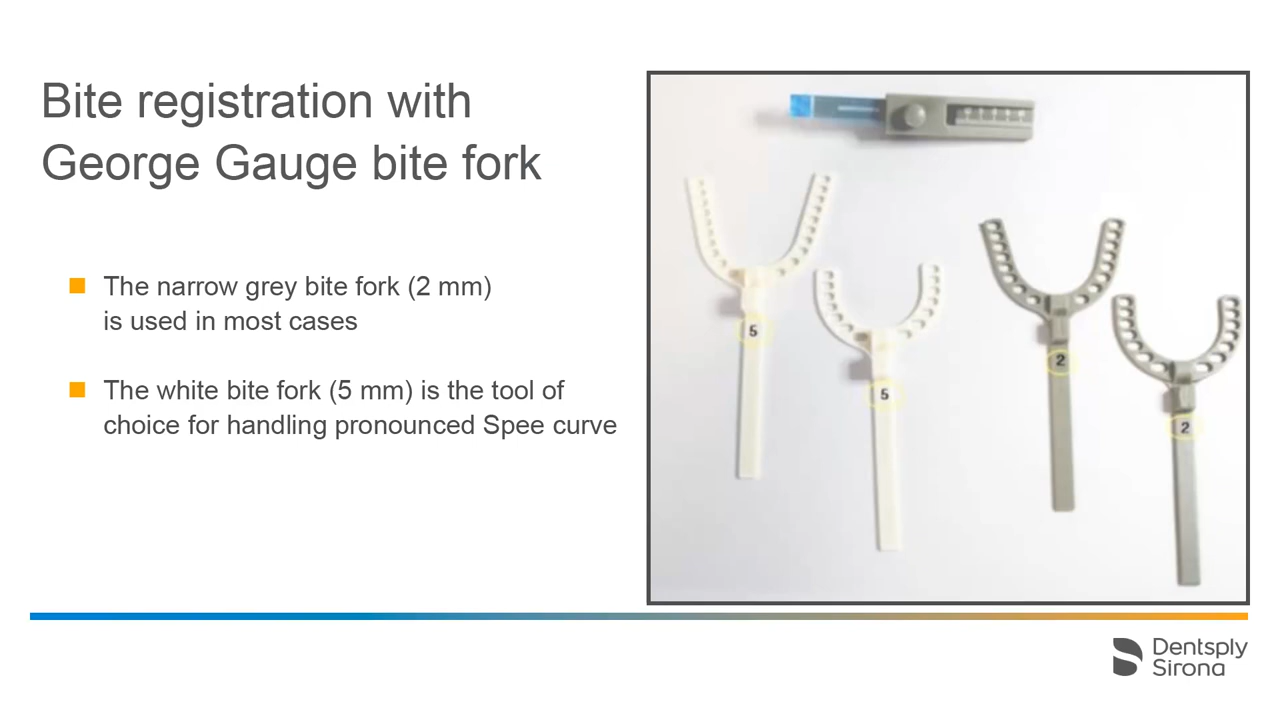 Bite registration with
George Gauge bite fork
The narrow grey bite fork (2 mm)
is used in most cases
The white bite fork (5 mm) is the tool of
choice for handling pronounced Spee curve
5
5
2
2
Dentsply
Sirona